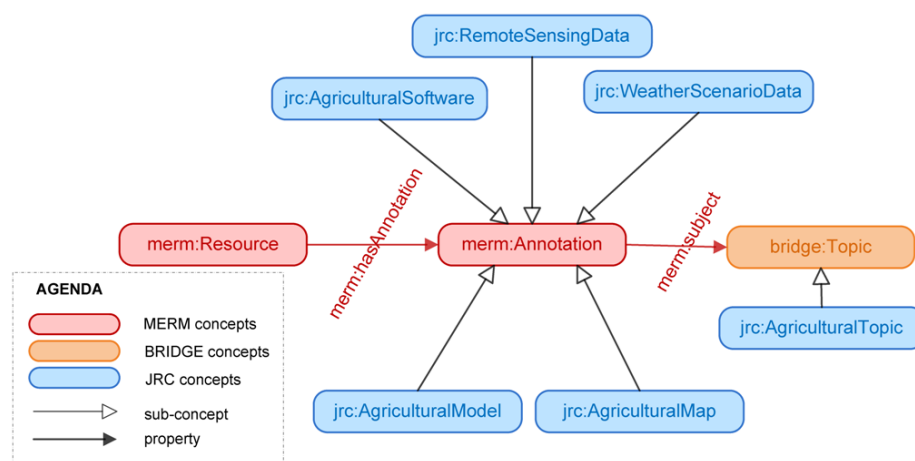 jrc:RemoteSensingData
jrc:AgriculturalSoftware
jrc:WeatherScenarioData
merm:Resource
merm:hasAnnotation
merm:Annotation
merm:subject
bridge:Topic
jrc:AgriculturalTopic
jrc:AgriculturalModel
jrc:AgriculturalMap
AGENDA
MERM concepts
BRIDGE concepts
JRC concepts
sub-concept
property